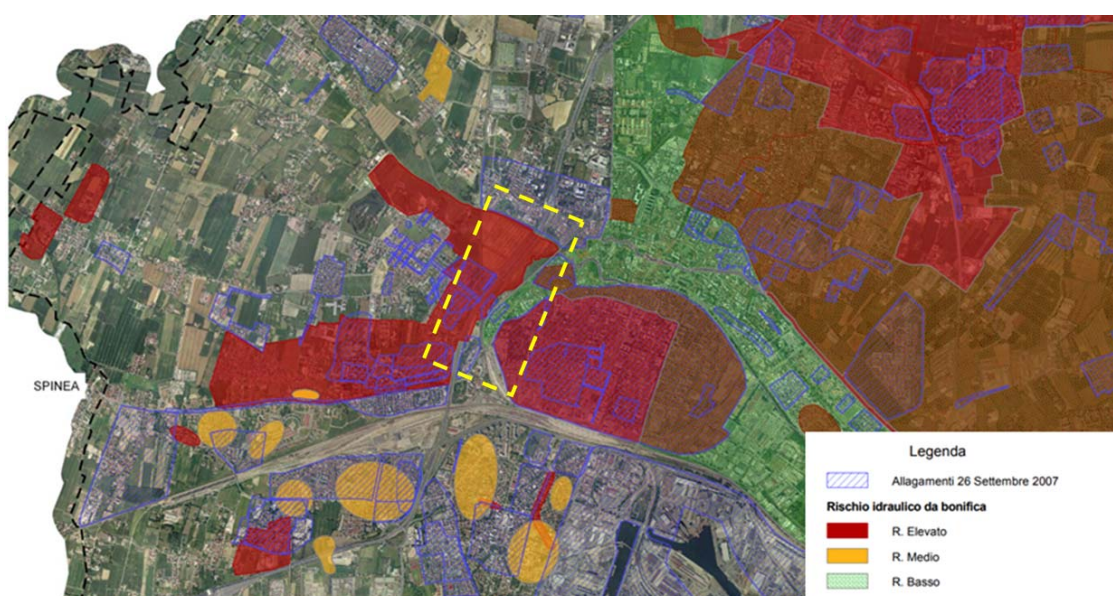 SPINEA
Legenda
Allagamenti 26 Settembre 2007
Rischio idraulico da bonifica
R. Elevato
R. Medio
R. Basso